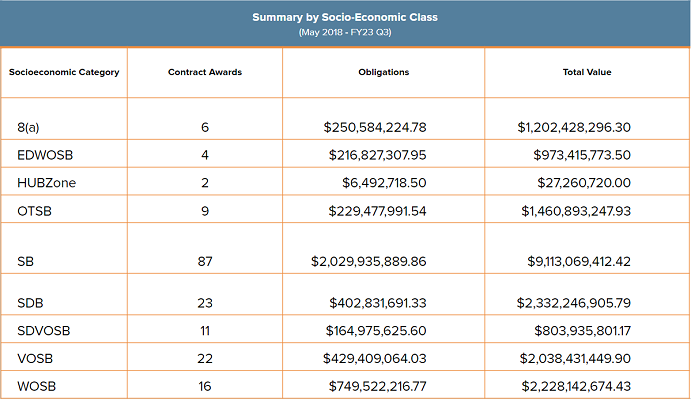 Summary by Socio-Economic Class
(May 2018 - FY23 Q3)
Socioeconomic Category Contract Awards Obligations Total Value
8(a) 6 $250,584,224.78 $1,202,428,296.30
EDWOSB 4 $216,827,307.95 $973,415,773.50
HUBZone 2 $6,492,718.50 $27,260,720.00
OTSB 9 $229,477,991.54 $1,460,893,247.93
SB 87 $2,029,935,889.86 $9,113,069,412.42
SDB 23 $402,831,691.33 $2,332,246,905.79
SDVOSB 11 $164,975,625.60 $803,935,801.17
VOSB 22 $429,409,064.03 $2,038,431,449.90
WOSB 16 $749,522,216.77 $2,228,142,674.43